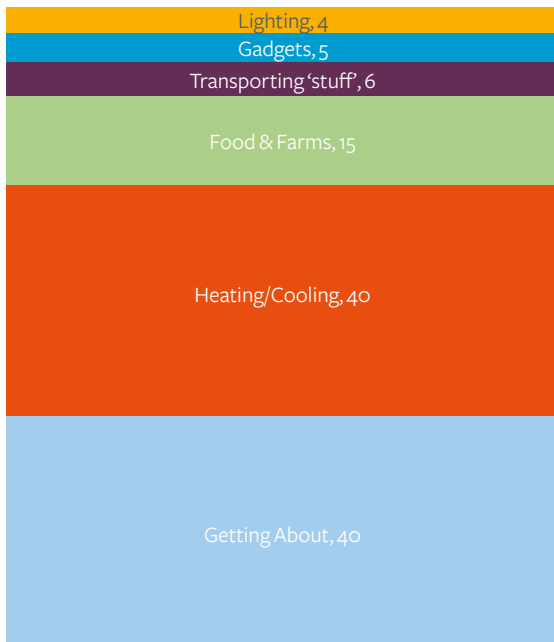 Lighting, 4
Gadgets, 5
Transporting ‘stuff’, 6
Food & Farms, 15
Heating/Cooling, 40
Getting About, 40